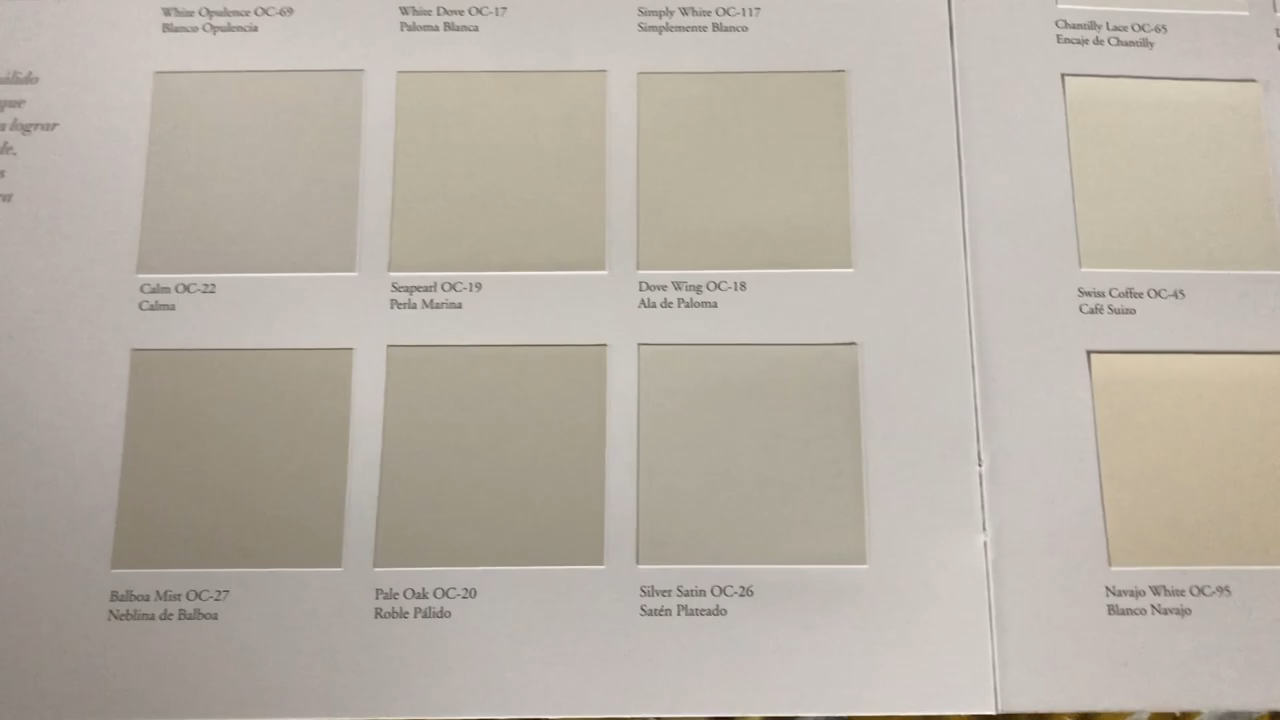 White Opulence OC-69
Blanco Opulencia
White Dove OC-17
Paloma Blanca
Simply White OC-117
Simplemente Blanco
Chantilly Lace OC-65
Encaje de Chantilly
que
lograr
Calm OC-22
Calma
Seapearl OC-19
Perla Marina
Dove Wing OC-18
Ala de Paloma
Swiss Coffee OC-45
Café Suizo
Balboa Mist OC-27
Neblina de Balboa
Pale Oak OC-20
Roble Pálido
Silver Satin OC-26
Satén Plateado
Navajo White OC-95
Blanco Navajo